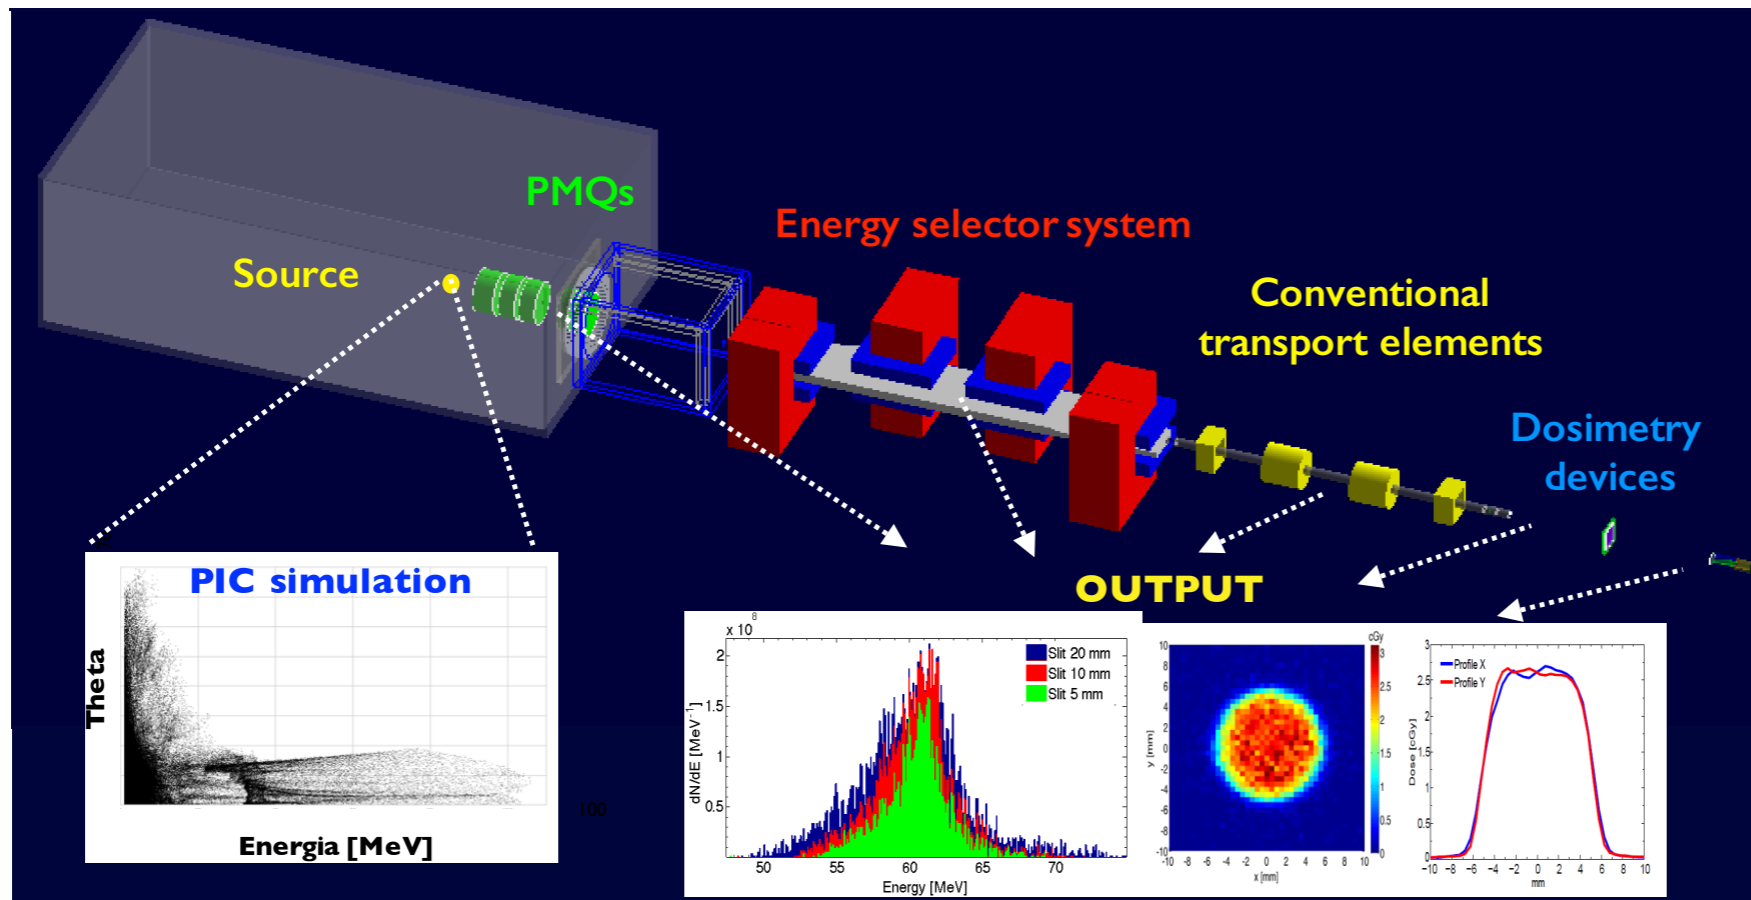 PMQs
Energy selector system
Source
Conventional
transport elements
Dosimetry
devices
PIC simulation
Theta
100
Energia [MeV]
OUTPUT
x 10^8
2
1.5
1
0.5
dN/dE [MeV^-1]
Slit 20 mm
Slit 10 mm
Slit 5 mm
50 55 60 65 70
Energy [MeV]
cGy
10
8
6
4
2
0
-2
-4
-6
-8
-10
y [mm]
-10 -8 -6 -4 -2 0 2 4 6 8 10
x [mm]
3
2.5
2
1.5
1
0.5
0
3
2.5
2
1.5
1
0.5
0
Dose [cGy]
Profile X
Profile Y
-10 -8 -6 -4 -2 0 2 4 6 8 10
mm